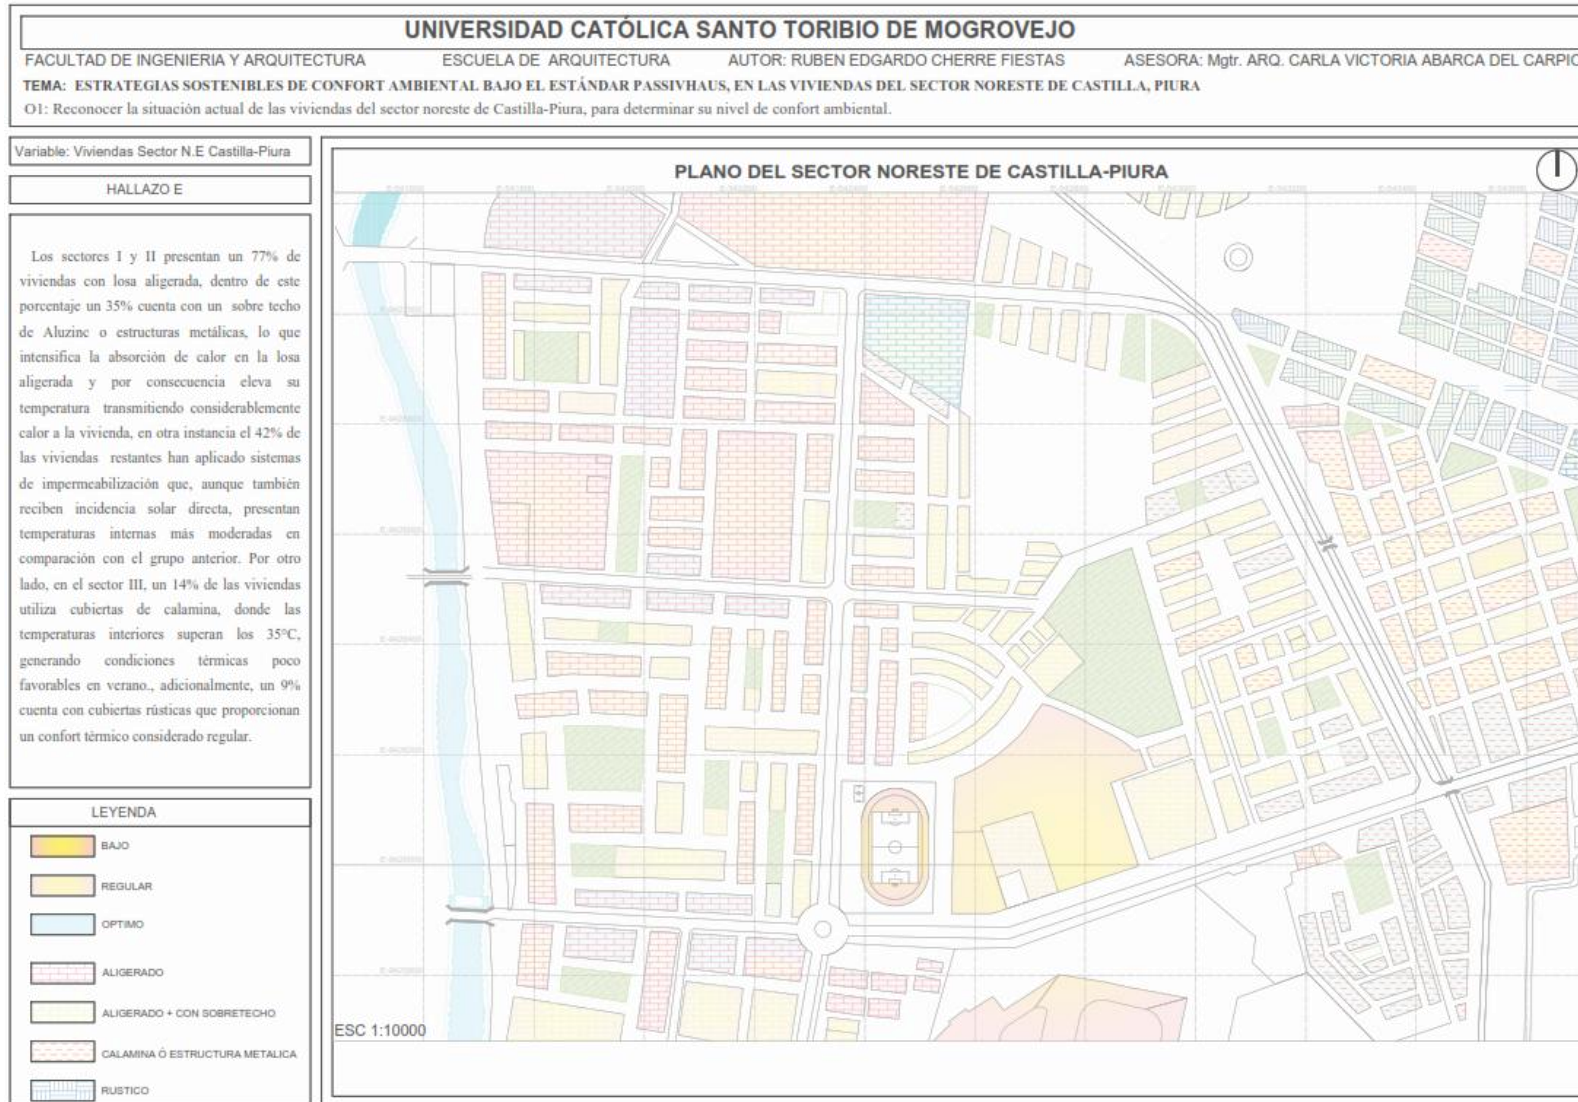 UNIVERSIDAD CATÓLICA SANTO TORIBIO DE MOGROVEJO
FACULTAD DE INGENIERIA Y ARQUITECTURA ESCUELA DE ARQUITECTURA AUTOR: RUBEN EDGARDO CHERRE FIESTAS ASESORA: Mgtr. ARQ. CARLA VICTORIA ABARCA DEL CARPIO
TEMA: ESTRATEGIAS SOSTENIBLES DE CONFORT AMBIENTAL BAJO EL ESTÁNDAR PASSIVHAUS, EN LAS VIVIENDAS DEL SECTOR NORESTE DE CASTILLA, PIURA
O1: Reconocer la situación actual de las viviendas del sector noreste de Castilla-Piura, para determinar su nivel de confort ambiental.
Variable: Viviendas Sector N.E Castilla-Piura
HALLAZO E
Los sectores I y II presentan un 77% de
viviendas con losa aligerada, dentro de este
porcentaje un 35% cuenta con un sobre techo
de Aluzinc o estructuras metálicas, lo que
intensifica la absorción de calor en la losa
aligerada y por consecuencia eleva su
temperatura transmitiendo considerablemente
calor a la vivienda, en otra instancia el 42% de
las viviendas restantes han aplicado sistemas
de impermeabilización que, aunque también
reciben incidencia solar directa, presentan
temperaturas internas más moderadas en
comparación con el grupo anterior. Por otro
lado, en el sector III, un 14% de las viviendas
utiliza cubiertas de calamina, donde las
temperaturas interiores superan los 35°C,
generando condiciones térmicas poco
favorables en verano., adicionalmente, un 9%
cuenta con cubiertas rústicas que proporcionan
un confort térmico considerado regular.
LEYENDA
BAJO
REGULAR
OPTIMO
ALIGERADO
ALIGERADO + CON SOBRETECHO
CALAMINA Ó ESTRUCTURA METALICA
RUSTICO
PLANO DEL SECTOR NORESTE DE CASTILLA-PIURA
ESC 1:10000